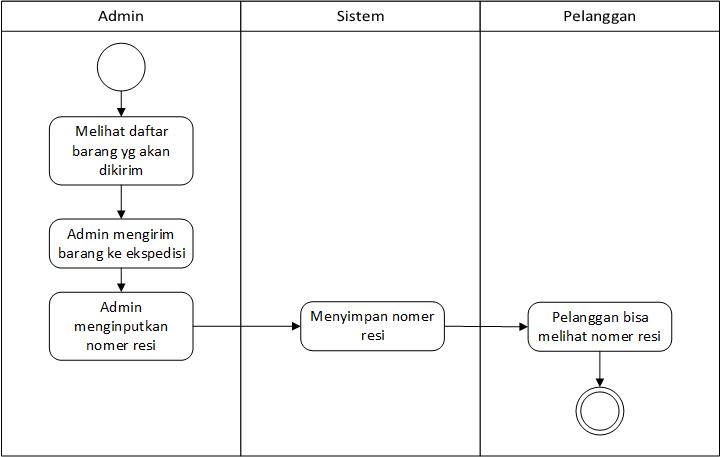 Admin
Sistem
Pelanggan
Melihat daftar
barang yg akan
dikirim
Admin mengirim
barang ke ekspedisi
Admin
menginputkan
nomer resi
Menyimpan nomer
resi
Pelanggan bisa
melihat nomer resi